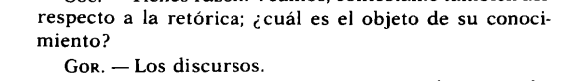 respecto a la retórica; ¿cuál es el objeto de su conoci-
miento?
GOR. — Los discursos.